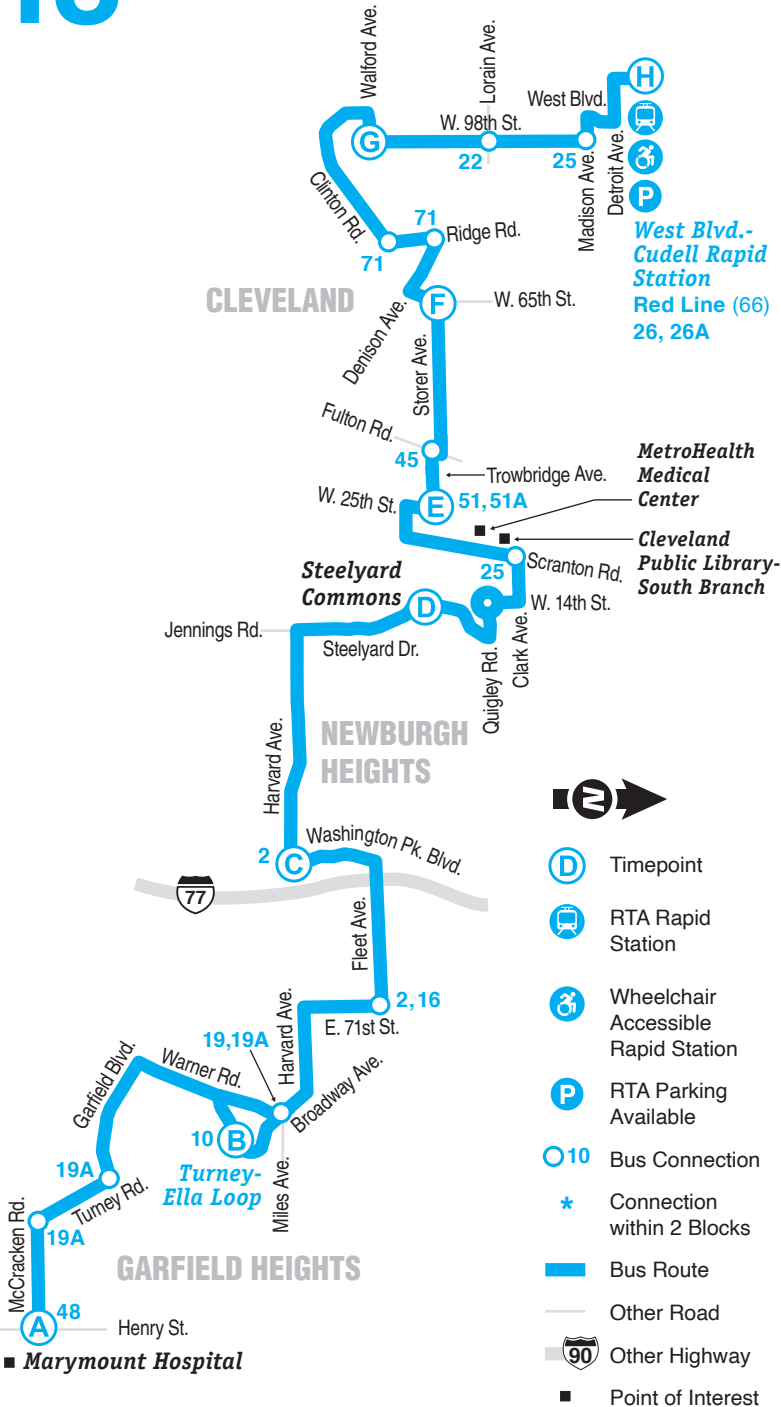 Walford Ave.
Lorain Ave.
H
West Blvd.
W. 98th St.
G
22
25
Madison Ave.
Detroit Ave.
P
Clinton Rd.
71
Ridge Rd.
71
West Blvd.-
Cudell Rapid
Station
Red Line (66)
26, 26A
CLEVELAND
F
W. 65th St.
Denison Ave.
Storer Ave.
Fulton Rd.
45
Trowbridge Ave.
MetroHealth
Medical
Center
W. 25th St.
E
51, 51A
Cleveland
Public Library-
South Branch
25
Scranton Rd.
Steelyard
Commons
D
W. 14th St.
Jennings Rd.
Steelyard Dr.
Quigley Rd.
Clark Ave.
Harvard Ave.
NEWBURGH
HEIGHTS
N
2
C
Washington Pk. Blvd.
77
Fleet Ave.
2, 16
Harvard Ave.
E. 71st St.
19,19A
Broadway Ave.
Garfield Blvd.
Warner Rd.
10
B
Turney-
Ella Loop
Miles Ave.
19A
Turney Rd.
McCracken Rd.
19A
GARFIELD HEIGHTS
48
A
Henry St.
Marymount Hospital
D
Timepoint
RTA Rapid
Station
Wheelchair
Accessible
Rapid Station
P
RTA Parking
Available
10
Bus Connection
*
Connection
within 2 Blocks
Bus Route
Other Road
90
Other Highway
Point of Interest